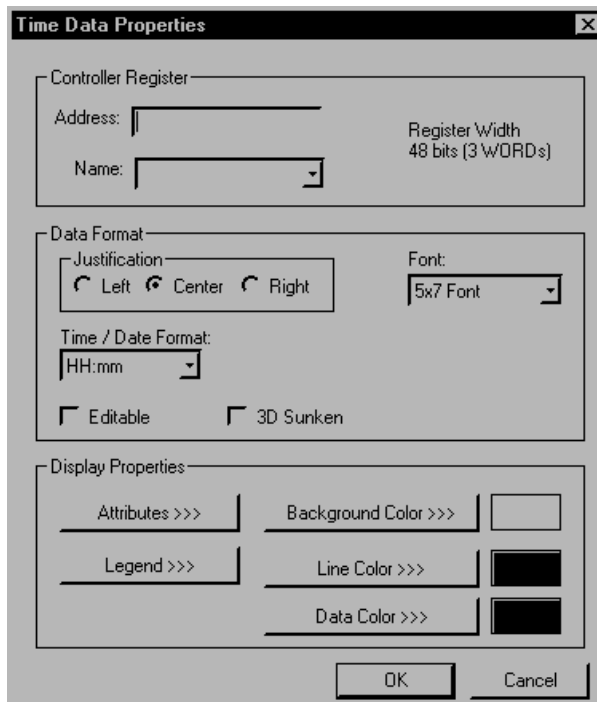 Time Data Properties
Controller Register
Address:
Register Width
48 bits (3 WORDs)
Name:
Data Format
Justification
Left Center Right
Font:
5x7 Font
Time / Date Format:
HH:mm
Editable 3D Sunken
Display Properties
Attributes >>> Background Color >>>
Legend >>> Line Color >>>
Data Color >>>
OK Cancel